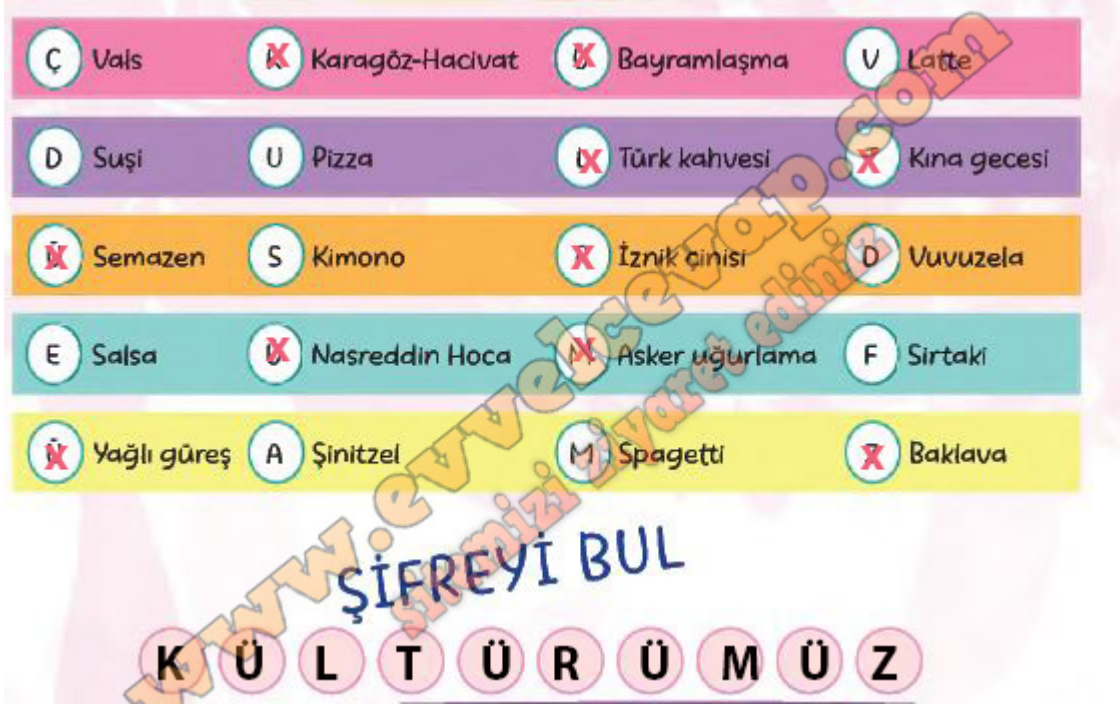 Ç Vals X Karagöz-Hacivat X Bayramlaşma V Latte
D Suşi U Pizza X Türk kahvesi X Kına gecesi
X Semazen S Kimono X İznik çinisi D Vuvuzela
E Salsa X Nasreddin Hoca X Asker uğurlama F Sirtaki
X Yağlı güreş A Şinitzel M Spagetti X Baklava
www.evvelcevap.com
sitemizi ziyaret ediniz
ŞİFREYİ BUL
K Ü L T Ü R Ü M Ü Z